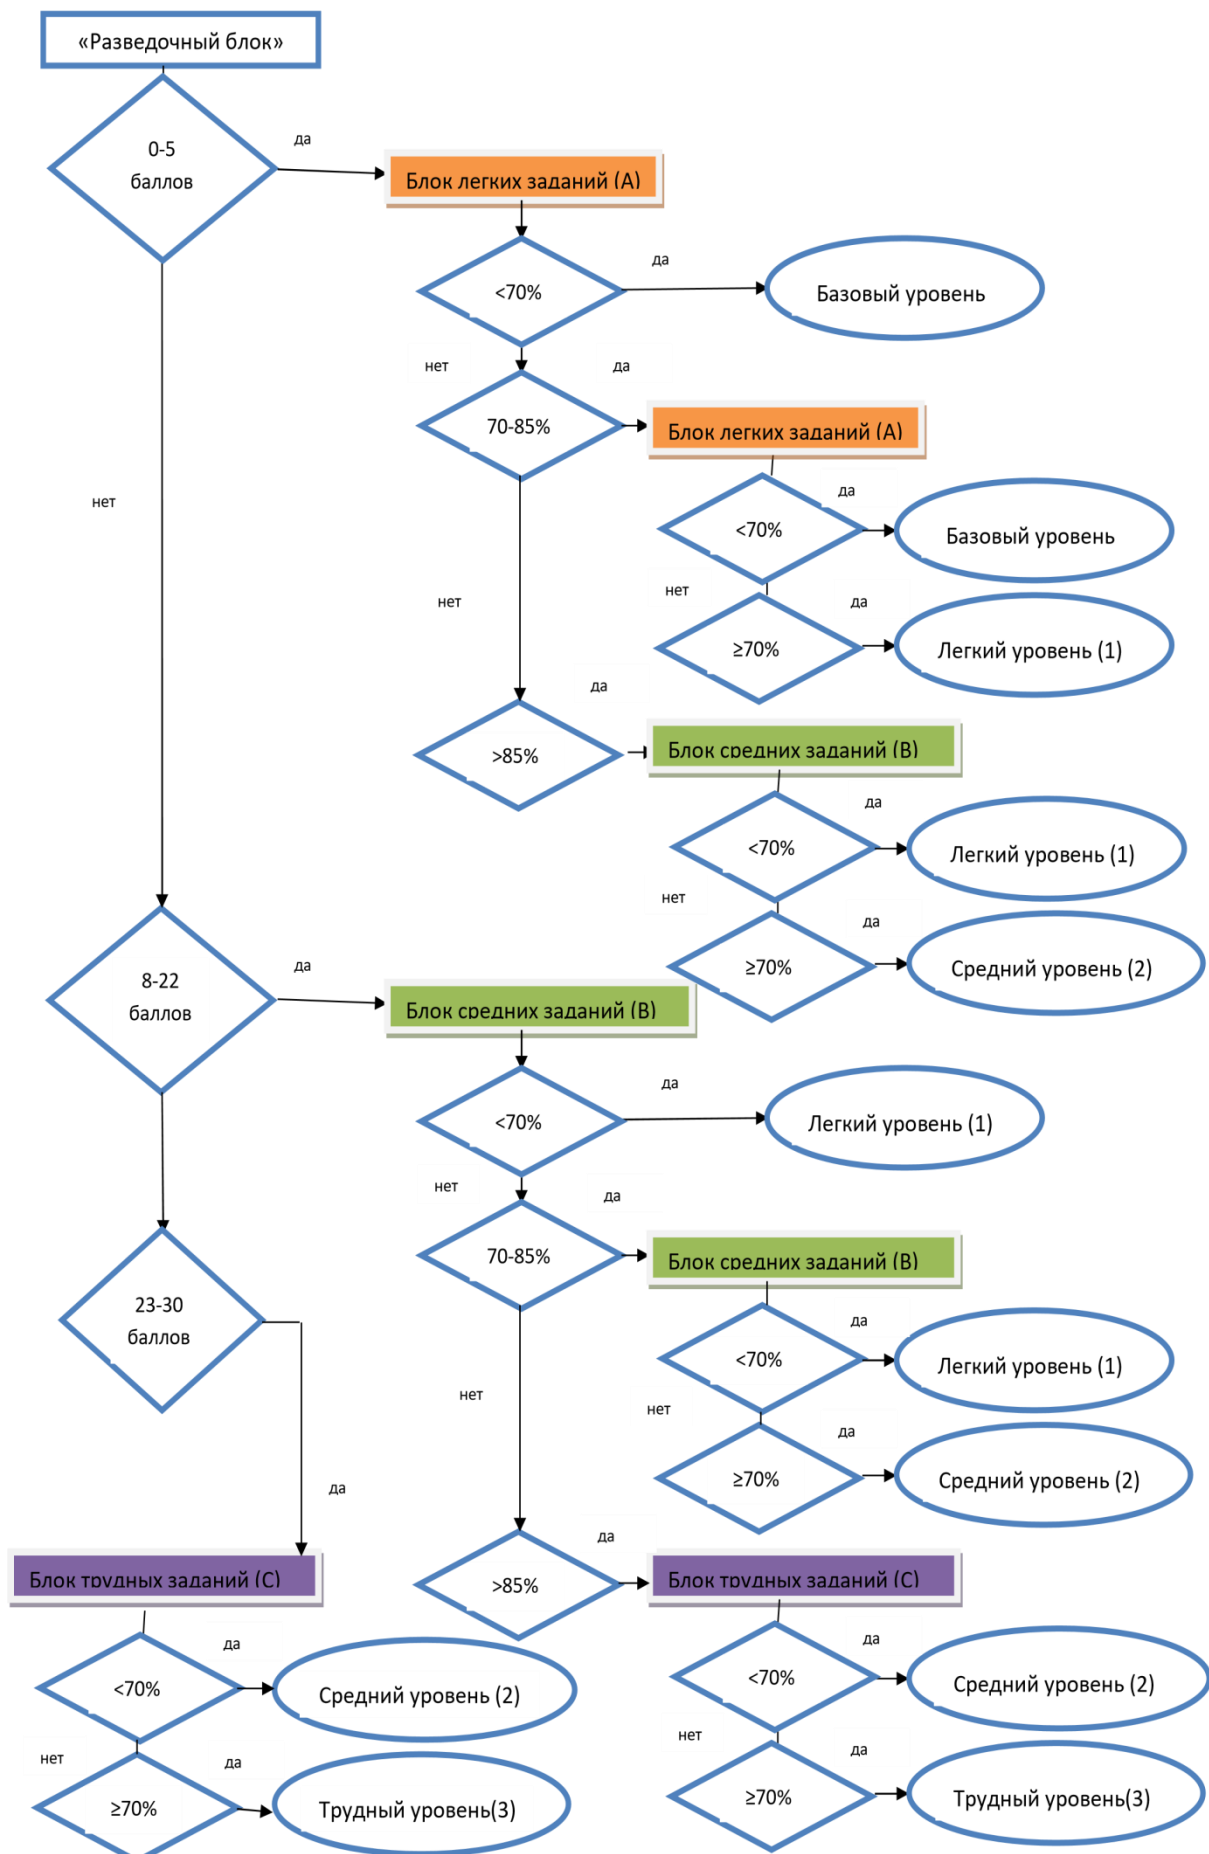 «Разведочный блок»
0-5
баллов
да
Блок легких заданий (А)
<70%
да
Базовый уровень
нет
да
70-85%
Блок легких заданий (А)
нет
да
<70%
Базовый уровень
нет
нет
да
≥70%
Легкий уровень (1)
да
>85%
Блок средних заданий (В)
да
<70%
Легкий уровень (1)
нет
да
≥70%
Средний уровень (2)
8-22
баллов
да
Блок средних заданий (В)
<70%
да
Легкий уровень (1)
нет
да
70-85%
Блок средних заданий (В)
23-30
баллов
да
<70%
Легкий уровень (1)
нет
нет
да
≥70%
Средний уровень (2)
да
да
>85%
Блок трудных заданий (С)
Блок трудных заданий (С)
да
<70%
Средний уровень (2)
да
<70%
Средний уровень (2)
нет
да
≥70%
Трудный уровень(3)
нет
да
≥70%
Трудный уровень(3)